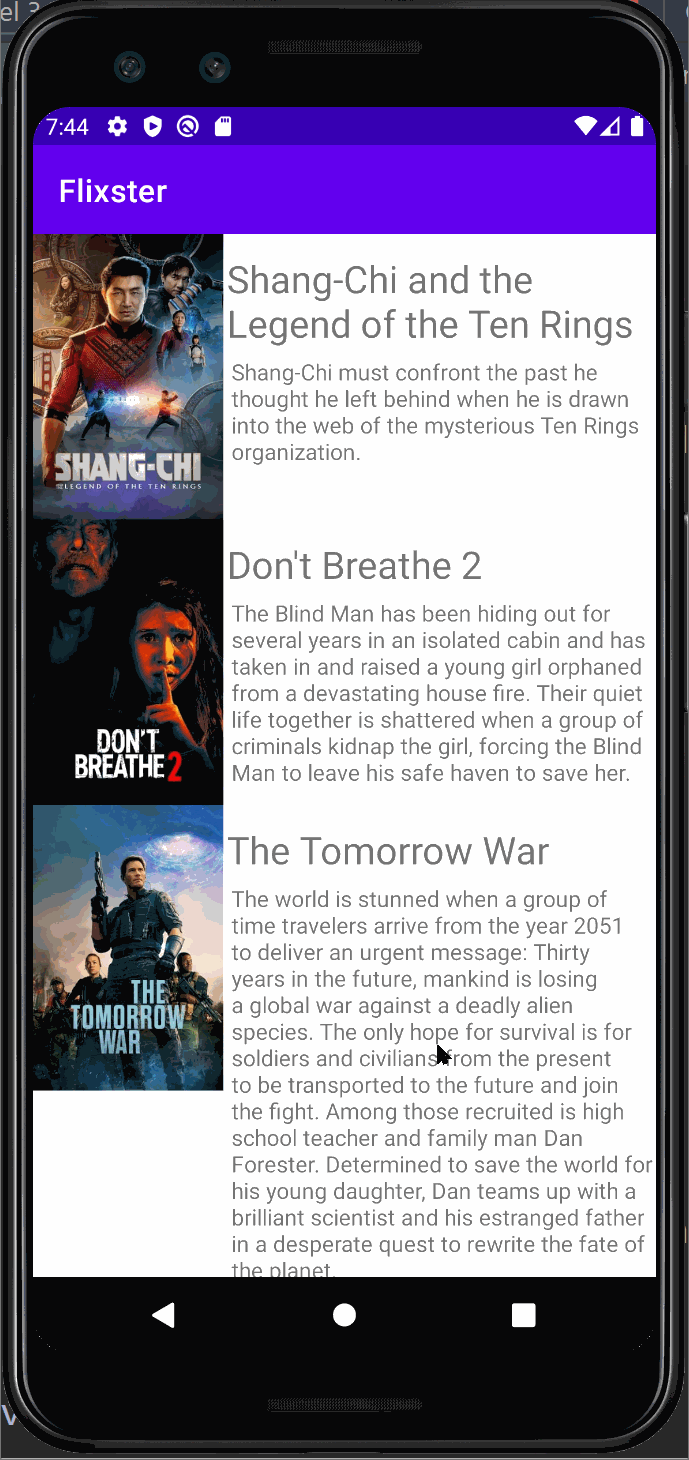 el 3
7:44
Flixster
SHANG-CHI
LEGEND OF THE TEN RINGS
Shang-Chi and the
Legend of the Ten Rings
Shang-Chi must confront the past he
thought he left behind when he is drawn
into the web of the mysterious Ten Rings
organization.
DON'T
BREATHE 2
Don't Breathe 2
The Blind Man has been hiding out for
several years in an isolated cabin and has
taken in and raised a young girl orphaned
from a devastating house fire. Their quiet
life together is shattered when a group of
criminals kidnap the girl, forcing the Blind
Man to leave his safe haven to save her.
THE
TOMORROW
WAR
The Tomorrow War
The world is stunned when a group of
time travelers arrive from the year 2051
to deliver an urgent message: Thirty
years in the future, mankind is losing
a global war against a deadly alien
species. The only hope for survival is for
soldiers and civilians from the present
to be transported to the future and join
the fight. Among those recruited is high
school teacher and family man Dan
Forester. Determined to save the world for
his young daughter, Dan teams up with a
brilliant scientist and his estranged father
in a desperate quest to rewrite the fate of
the planet.